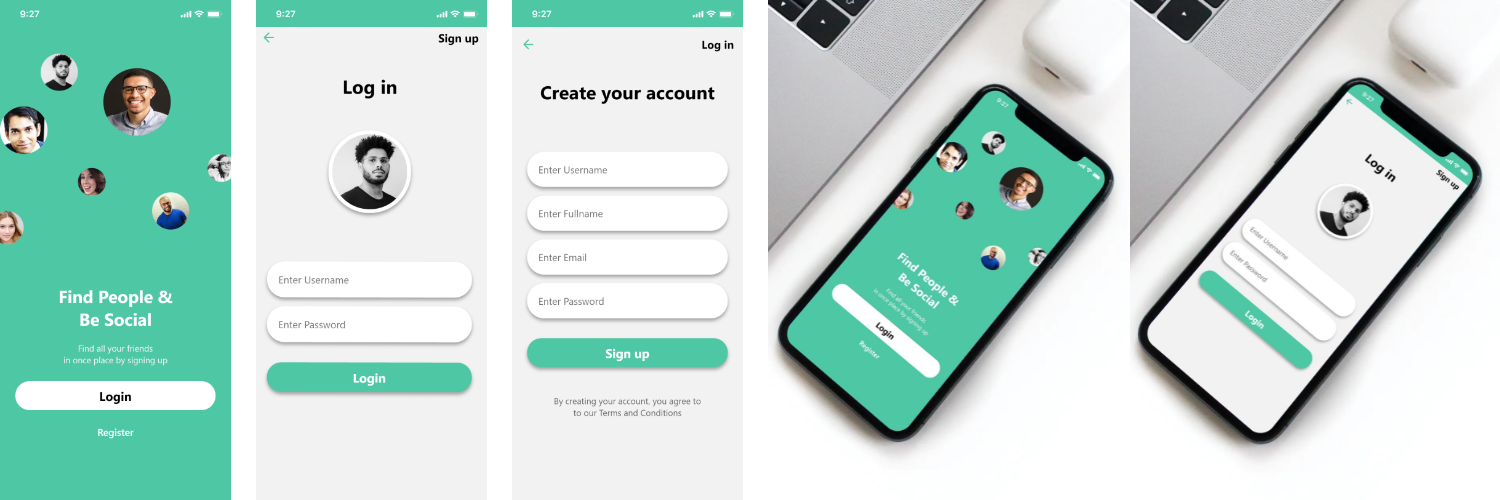 9:27
Find People &
Be Social
Find all your friends
in once place by signing up
Login
Register
9:27
Sign up
Log in
Enter Username
Enter Password
Login
9:27
Log in
Create your account
Enter Username
Enter Fullname
Enter Email
Enter Password
Sign up
By creating your account, you agree to
to our Terms and Conditions
9:27
Find People &
Be Social
Find all your friends
in once place by signing up
Login
Register
9:27
Sign up
Log in
Enter Username
Enter Password
Login